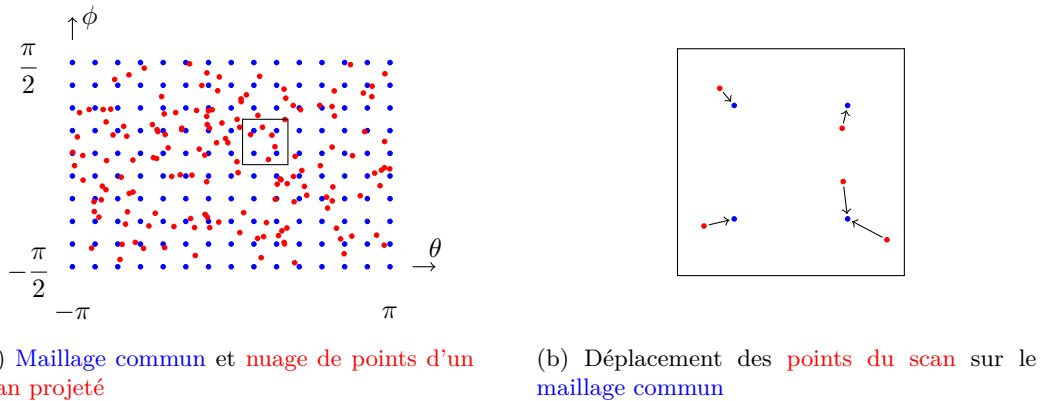 ϕ
π
2
−π
2
θ
−π
π
) Maillage commun et nuage de points d'un
an projeté
(b) Déplacement des points du scan sur le
maillage commun